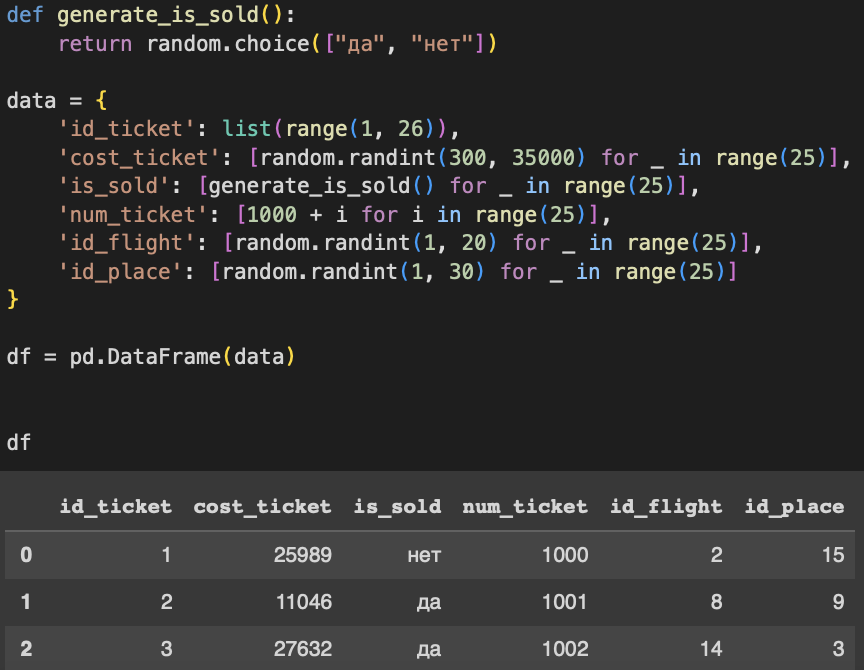 def generate_is_sold():
    return random.choice(["да", "нет"])
data = {
    'id_ticket': list(range(1, 26)),
    'cost_ticket': [random.randint(300, 35000) for _ in range(25)],
    'is_sold': [generate_is_sold() for _ in range(25)],
    'num_ticket': [1000 + i for i in range(25)],
    'id_flight': [random.randint(1, 20) for _ in range(25)],
    'id_place': [random.randint(1, 30) for _ in range(25)]
}
df = pd.DataFrame(data)
df
id_ticket cost_ticket is_sold num_ticket id_flight id_place
0 1 25989 нет 1000 2 15
1 2 11046 да 1001 8 9
2 3 27632 да 1002 14 3